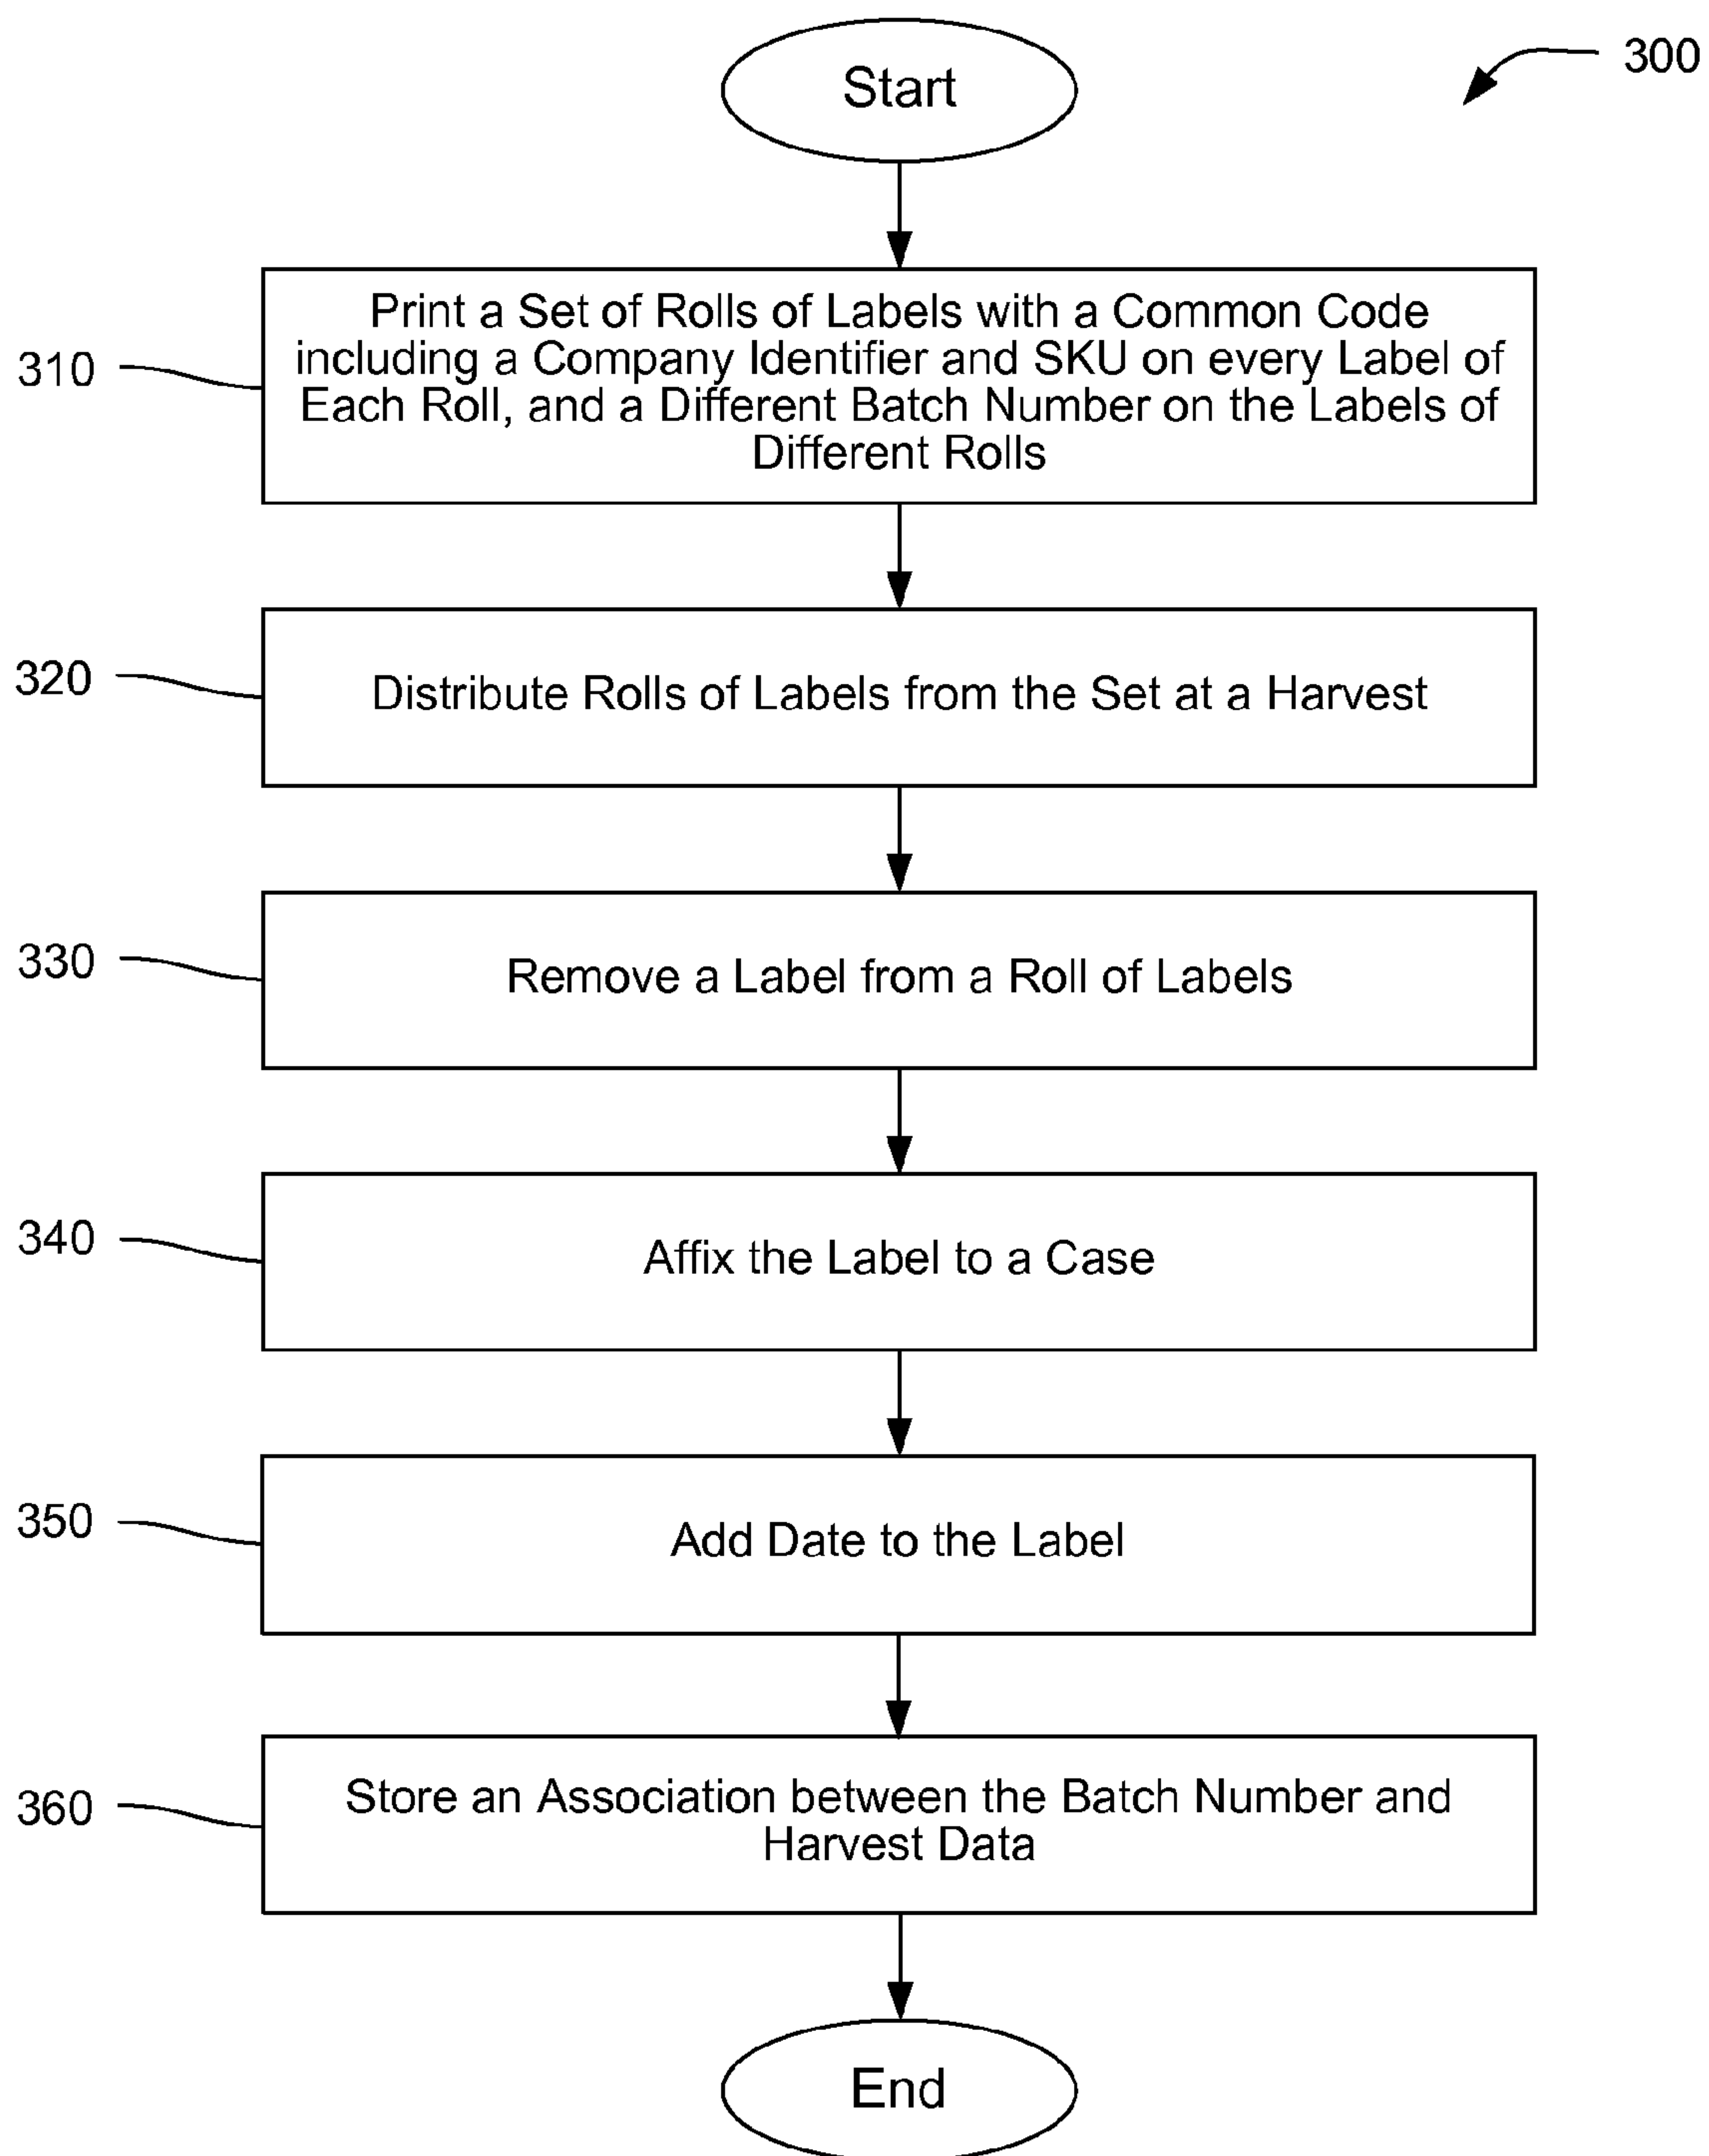 Start
300
310
Print a Set of Rolls of Labels with a Common Code
including a Company Identifier and SKU on every Label of
Each Roll, and a Different Batch Number on the Labels of
Different Rolls
320
Distribute Rolls of Labels from the Set at a Harvest
330
Remove a Label from a Roll of Labels
340
Affix the Label to a Case
350
Add Date to the Label
360
Store an Association between the Batch Number and
Harvest Data
End